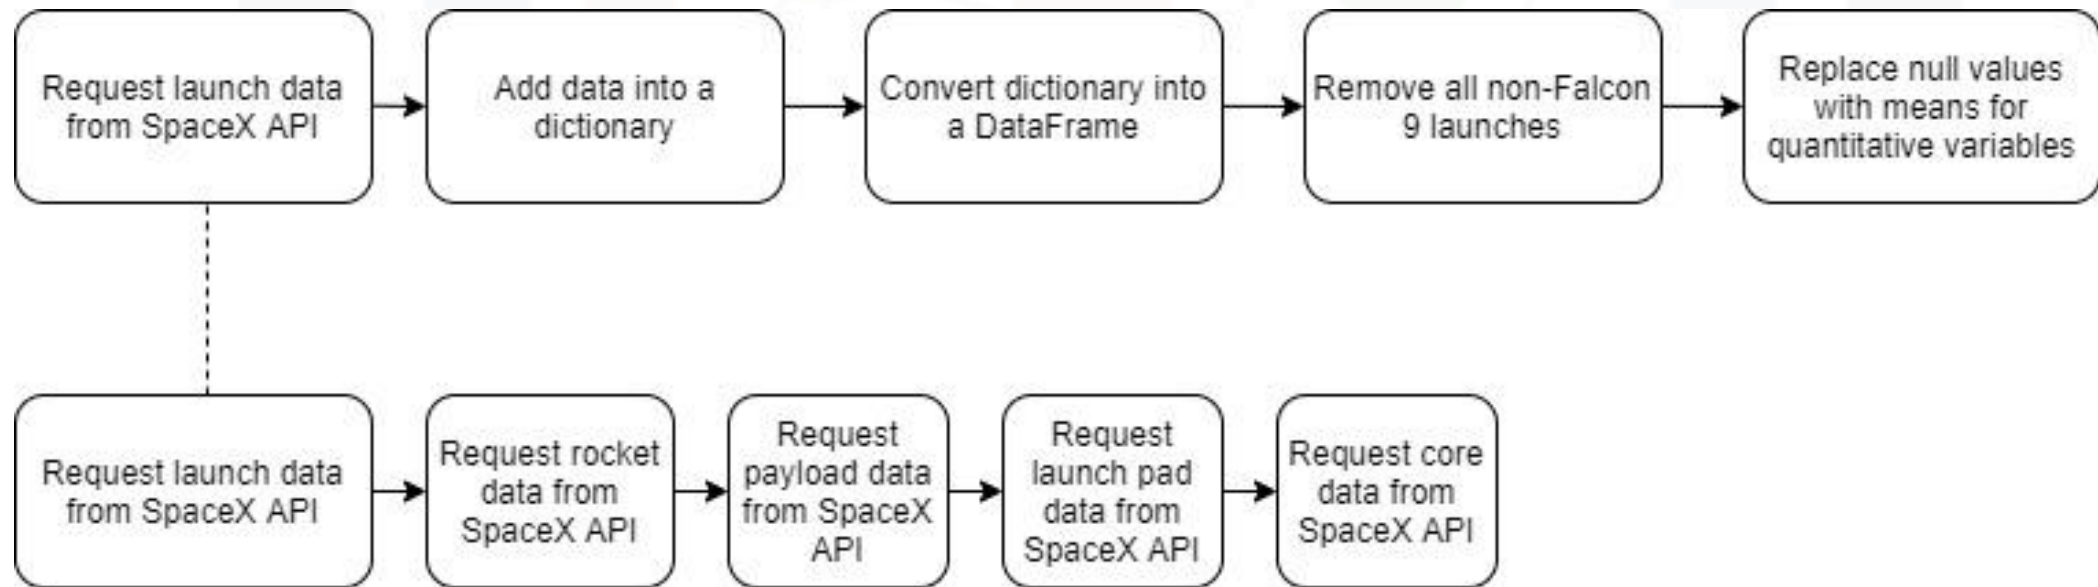 Request launch data
from SpaceX API
Add data into a
dictionary
Convert dictionary into
a DataFrame
Remove all non-Falcon
9 launches
Replace null values
with means for
quantitative variables
Request launch data
from SpaceX API
Request rocket
data from
SpaceX API
Request
payload data
from SpaceX
API
Request
launch pad
data from
SpaceX API
Request core
data from
SpaceX API